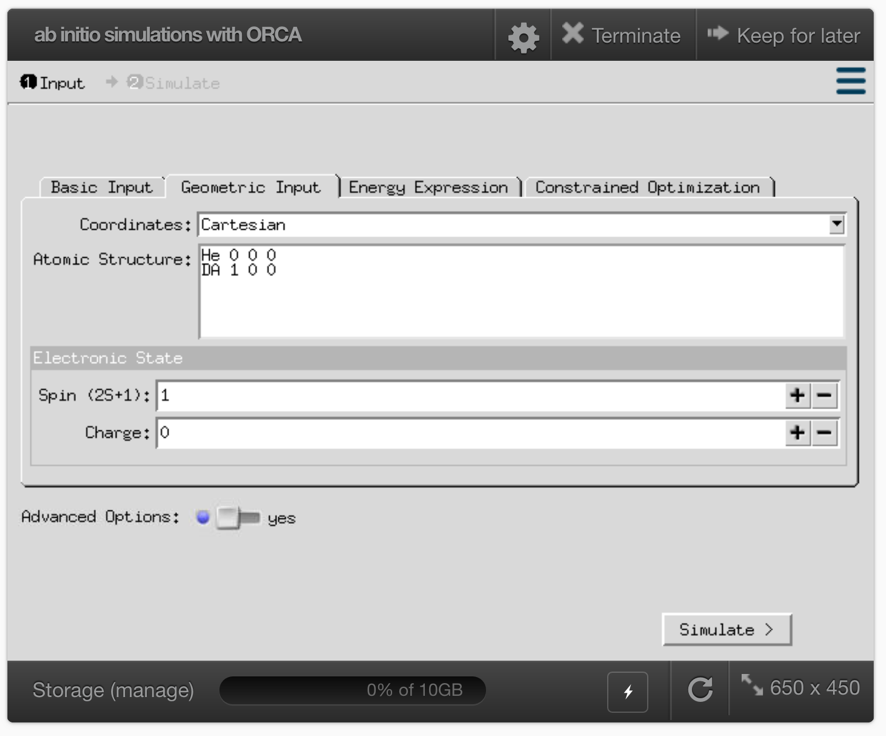 ab initio simulations with ORCA
Terminate
Keep for later
1 Input
2 Simulate
Basic Input
Geometric Input
Energy Expression
Constrained Optimization
Coordinates: Cartesian
Atomic Structure: He 0 0 0
DA 1 0 0
Electronic State
Spin (2S+1): 1
+ −
Charge: 0
+ −
Advanced Options: yes
Simulate >
Storage (manage)
0% of 10GB
650 x 450